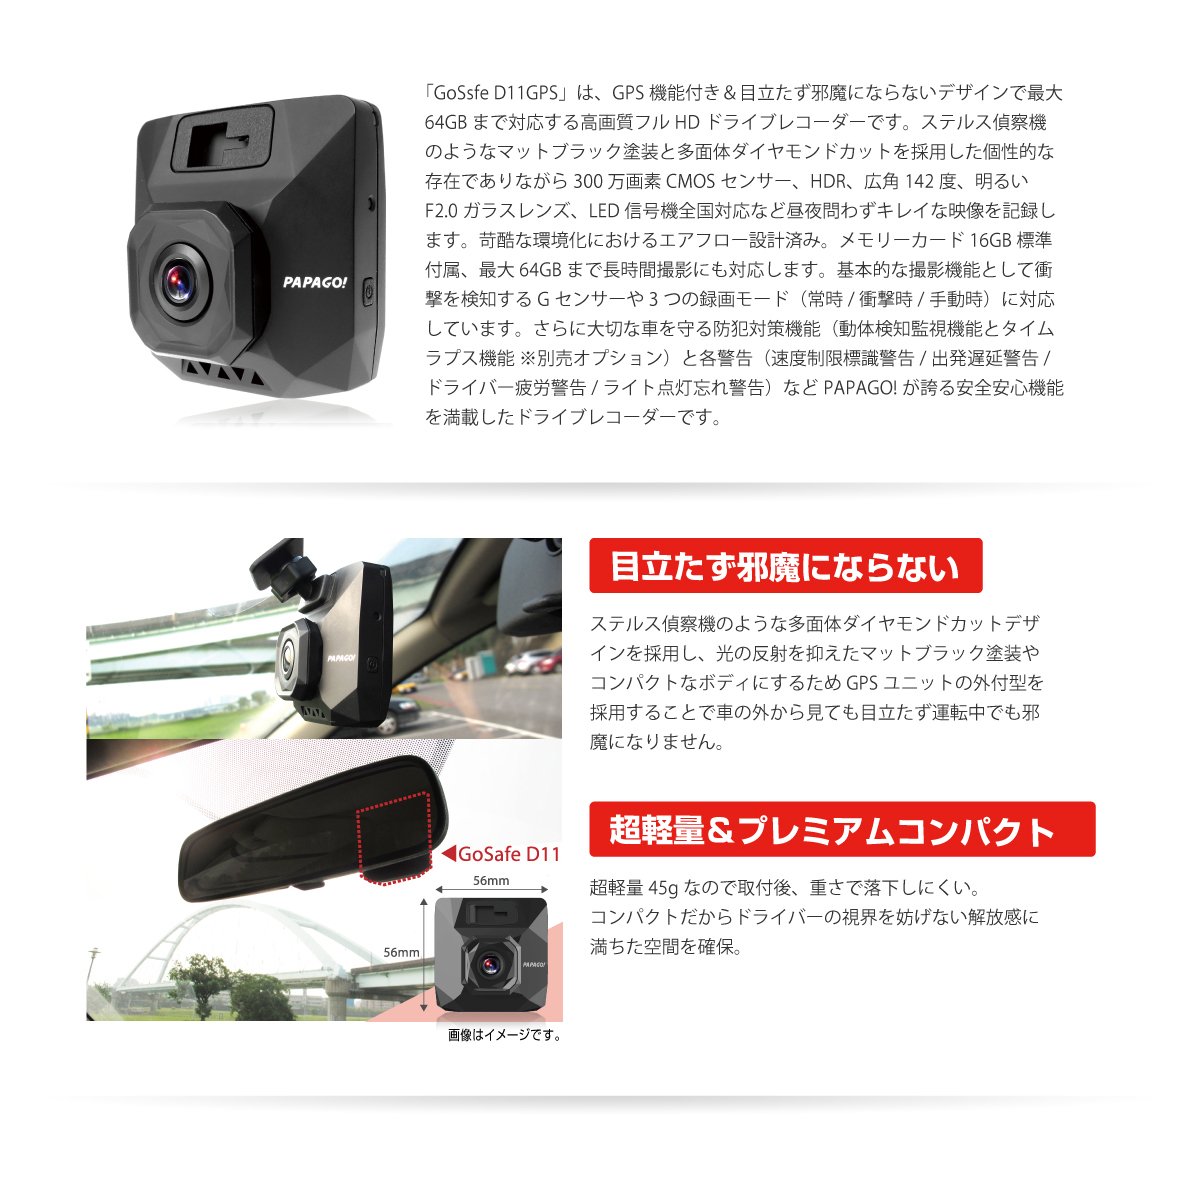 「GoSsfe D11GPS」は、GPS 機能付き＆目立たず邪魔にならないデザインで最大
64GB まで対応する高画質フル HD ドライブレコーダーです。ステルス偵察機
のようなマットブラック塗装と多面体ダイヤモンドカットを採用した個性的な
存在でありながら 300 万画素 CMOS センサー、HDR、広角 142 度、明るい
F2.0 ガラスレンズ、LED 信号機全国対応など昼夜問わずキレイな映像を記録し
ます。苛酷な環境化におけるエアフロー設計済み。メモリーカード 16GB 標準
付属、最大 64GB まで長時間撮影にも対応します。基本的な撮影機能として衝
撃を検知する G センサーや 3 つの録画モード（常時 / 衝撃時 / 手動時）に対応
しています。さらに大切な車を守る防犯対策機能（動体検知監視機能とタイム
ラプス機能 ※別売オプション）と各警告（速度制限標識警告 / 出発遅延警告 /
ドライバー疲労警告 / ライト点灯忘れ警告）など PAPAGO! が誇る安全安心機能
を満載したドライブレコーダーです。
PAPAGO!
目立たず邪魔にならない
ステルス偵察機のような多面体ダイヤモンドカットデザ
インを採用し、光の反射を抑えたマットブラック塗装や
コンパクトなボディにするため GPS ユニットの外付型を
採用することで車の外から見ても目立たず運転中でも邪
魔になりません。
PAPAGO!
超軽量＆プレミアムコンパクト
超軽量 45g なので取付後、重さで落下しにくい。
コンパクトだからドライバーの視界を妨げない解放感に
満ちた空間を確保。
◀GoSafe D11
56mm
56mm
PAPAGO!
画像はイメージです。